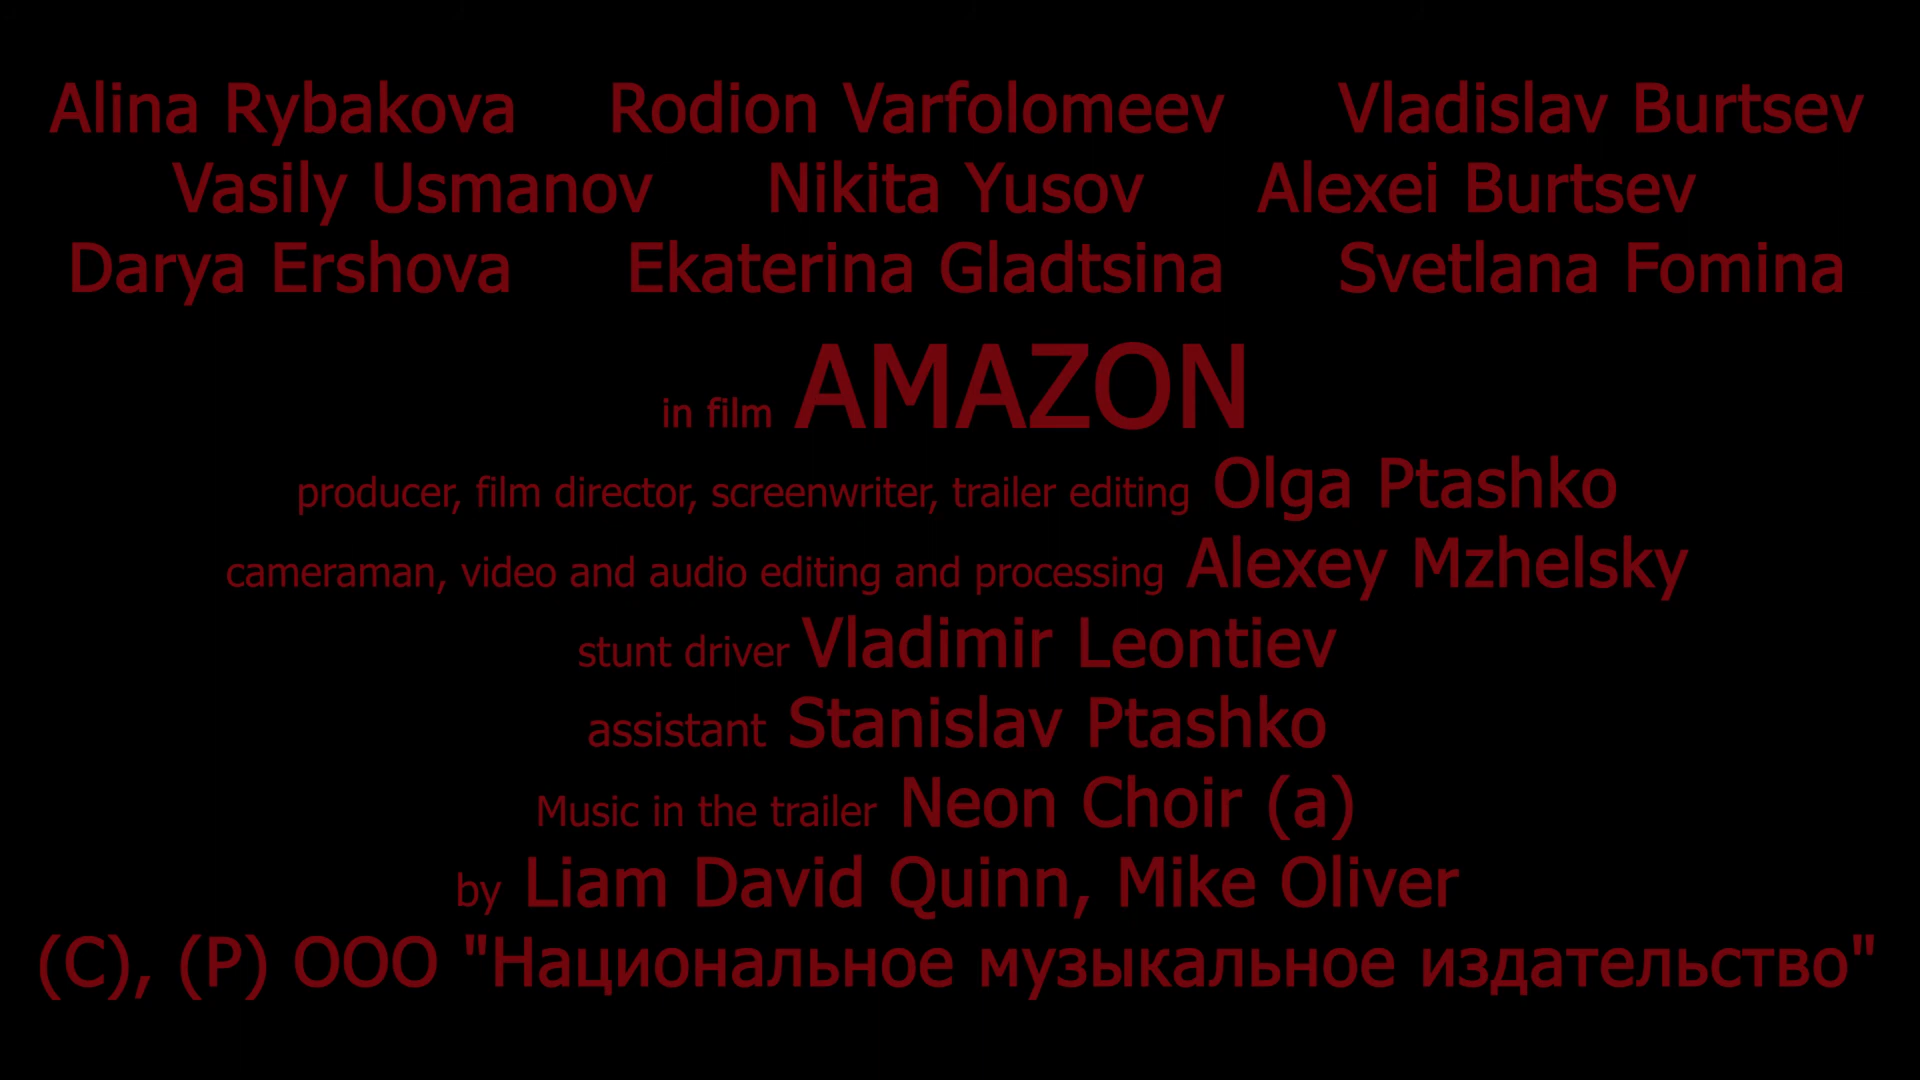 Alina Rybakova Rodion Varfolomeev Vladislav Burtsev
Vasily Usmanov Nikita Yusov Alexei Burtsev
Darya Ershova Ekaterina Gladtsina Svetlana Fomina
in film AMAZON
producer, film director, screenwriter, trailer editing Olga Ptashko
cameraman, video and audio editing and processing Alexey Mzhelsky
stunt driver Vladimir Leontiev
assistant Stanislav Ptashko
Music in the trailer Neon Choir (a)
by Liam David Quinn, Mike Oliver
(C), (P) ООО "Национальное музыкальное издательство"